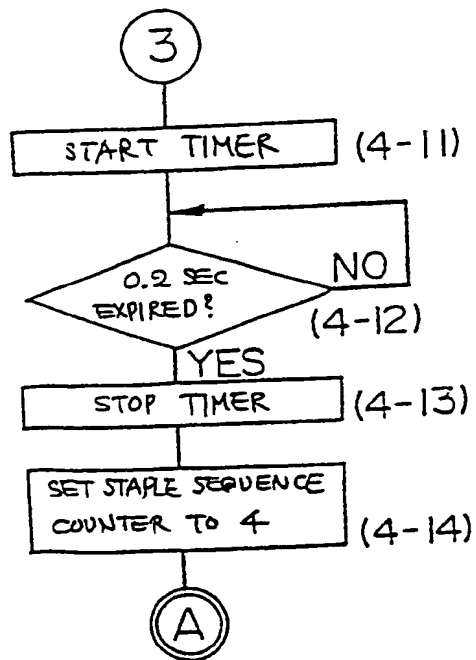 3
START TIMER (4-11)
0.2 SEC NO
EXPIRED?
(4-12)
YES
STOP TIMER (4-13)
SET STAPLE SEQUENCE
COUNTER TO 4 (4-14)
A